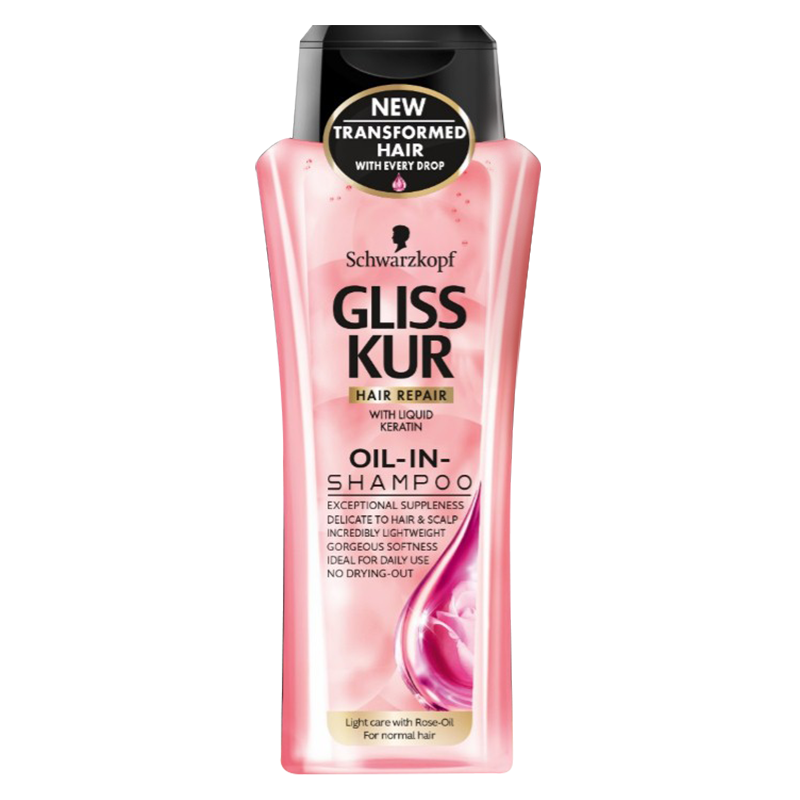 NEW
TRANSFORMED
HAIR
WITH EVERY DROP
Schwarzkopf
GLISS
KUR
HAIR REPAIR
WITH LIQUID
KERATIN
OIL-IN-
SHAMPOO
EXCEPTIONAL SUPPLENESS
DELICATE TO HAIR & SCALP
INCREDIBLY LIGHTWEIGHT
GORGEOUS SOFTNESS
IDEAL FOR DAILY USE
NO DRYING-OUT
Light care with Rose-Oil
For normal hair